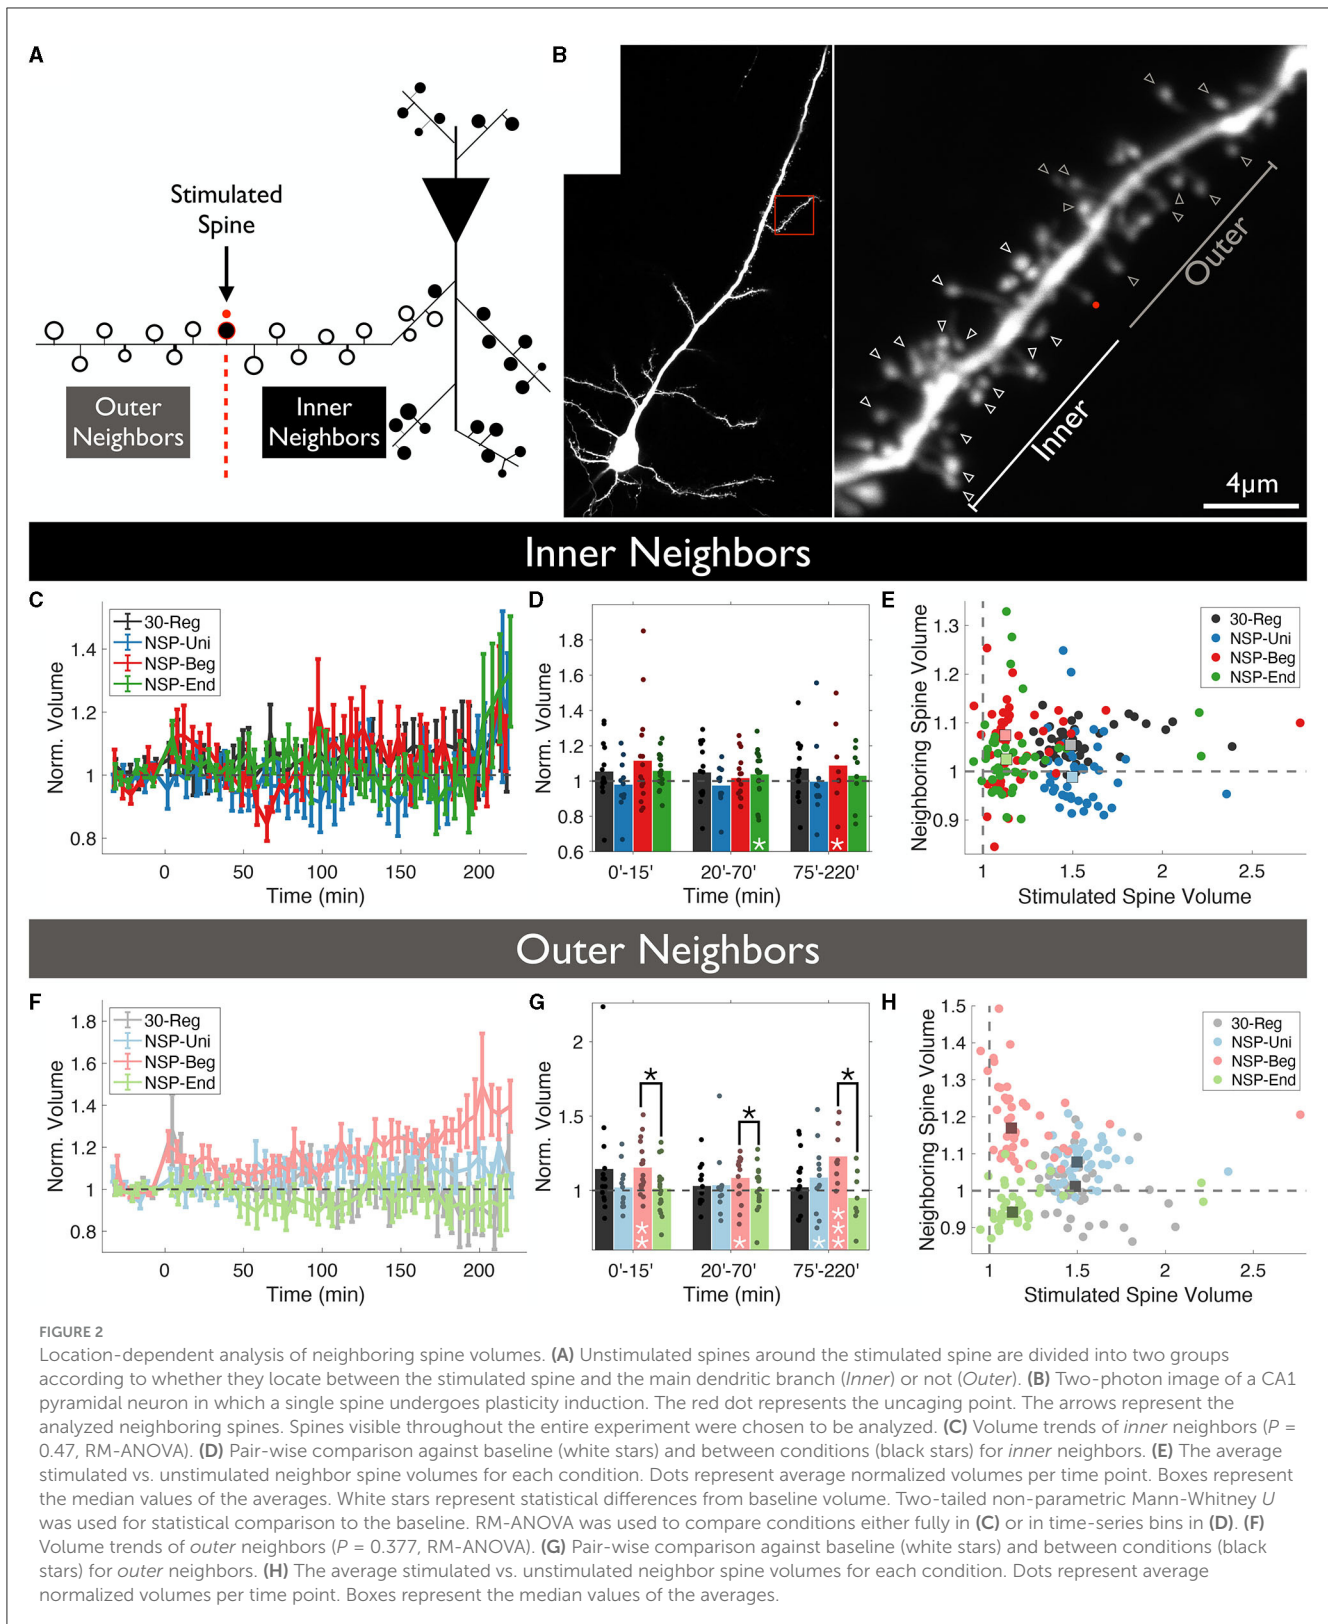 A
B
Stimulated
Spine
Outer
Neighbors
Inner
Neighbors
Outer
Inner
4μm
Inner Neighbors
C
30-Reg
NSP-Uni
NSP-Beg
NSP-End
1.4
1.2
1
0.8
Norm. Volume
0
50
100
150
200
Time (min)
D
1.8
1.6
1.4
1.2
1
0.8
0.6
Norm. Volume
*
*
0'-15'
20'-70'
75'-220'
Time (min)
E
30-Reg
NSP-Uni
NSP-Beg
NSP-End
1.3
1.2
1.1
1
0.9
Neighboring Spine Volume
1
1.5
2
2.5
Stimulated Spine Volume
Outer Neighbors
F
30-Reg
NSP-Uni
NSP-Beg
NSP-End
1.8
1.6
1.4
1.2
1
0.8
Norm. Volume
0
50
100
150
200
Time (min)
G
2
1.5
1
Norm. Volume
*
*
*
*
*
*
*
*
*
*
0'-15'
20'-70'
75'-220'
Time (min)
H
30-Reg
NSP-Uni
NSP-Beg
NSP-End
1.5
1.4
1.3
1.2
1.1
1
0.9
Neighboring Spine Volume
1
1.5
2
2.5
Stimulated Spine Volume
FIGURE 2
Location-dependent analysis of neighboring spine volumes. (A) Unstimulated spines around the stimulated spine are divided into two groups
according to whether they locate between the stimulated spine and the main dendritic branch (Inner) or not (Outer). (B) Two-photon image of a CA1
pyramidal neuron in which a single spine undergoes plasticity induction. The red dot represents the uncaging point. The arrows represent the
analyzed neighboring spines. Spines visible throughout the entire experiment were chosen to be analyzed. (C) Volume trends of inner neighbors (P =
0.47, RM-ANOVA). (D) Pair-wise comparison against baseline (white stars) and between conditions (black stars) for inner neighbors. (E) The average
stimulated vs. unstimulated neighbor spine volumes for each condition. Dots represent average normalized volumes per time point. Boxes represent
the median values of the averages. White stars represent statistical differences from baseline volume. Two-tailed non-parametric Mann-Whitney U
was used for statistical comparison to the baseline. RM-ANOVA was used to compare conditions either fully in (C) or in time-series bins in (D). (F)
Volume trends of outer neighbors (P = 0.377, RM-ANOVA). (G) Pair-wise comparison against baseline (white stars) and between conditions (black
stars) for outer neighbors. (H) The average stimulated vs. unstimulated neighbor spine volumes for each condition. Dots represent average
normalized volumes per time point. Boxes represent the median values of the averages.